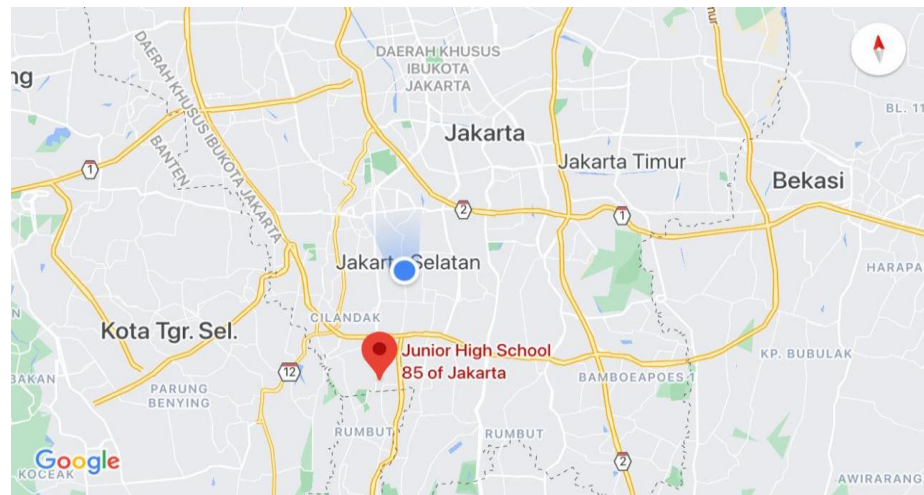 DAERAH KHUSUS
IBUKOTA
JAKARTA
ng
DAERAH KHUSUS IBUKOTA JAKARTA
BANTEN
BL. 11
Jakarta
Jakarta Timur
1
Bekasi
2
1
Jakarta Selatan
HARAPA
CILANDAK
Kota Tgr. Sel.
Junior High School
85 of Jakarta
KP. BUBULAK
12
BAKAN
PARUNG
BENYING
BAMBOEAPOES 1
RUMBUT
RUMBUT
Google
KOCEAK
2
AWIRARANG